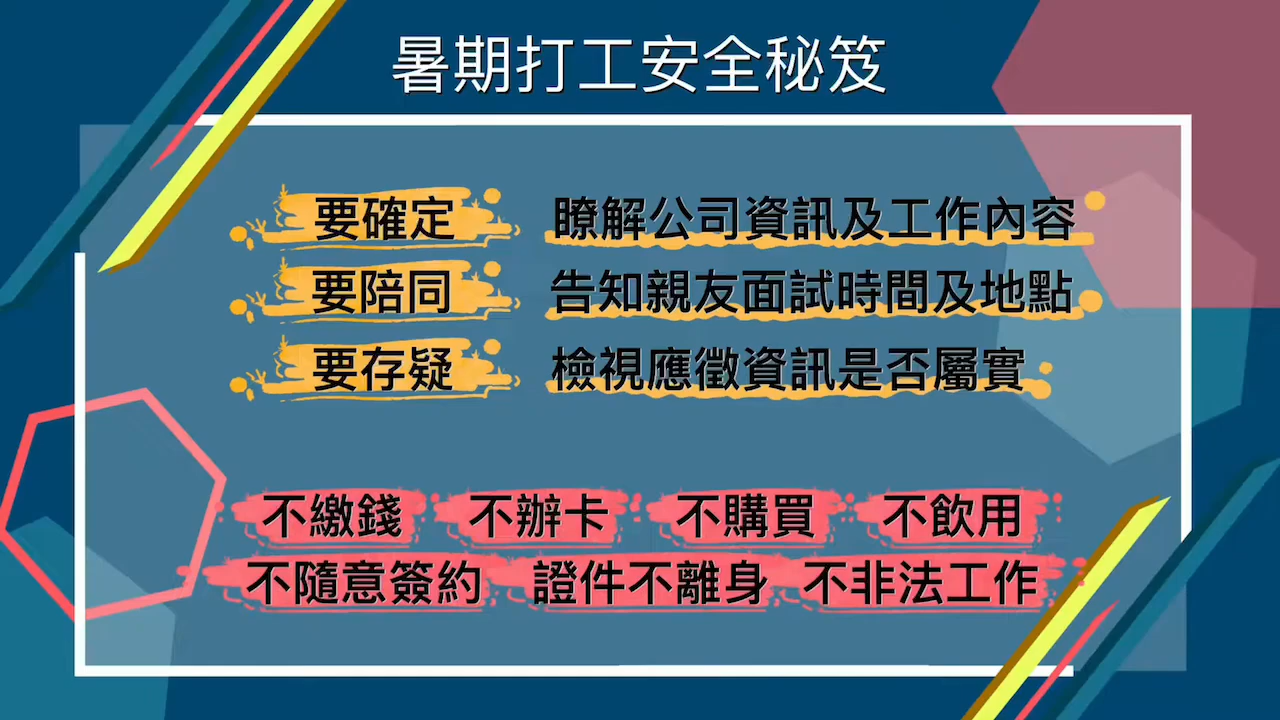 暑期打工安全秘笈
要確定 瞭解公司資訊及工作內容
要陪同 告知親友面試時間及地點
要存疑 檢視應徵資訊是否屬實
不繳錢 不辦卡 不購買 不飲用
不隨意簽約 證件不離身 不非法工作